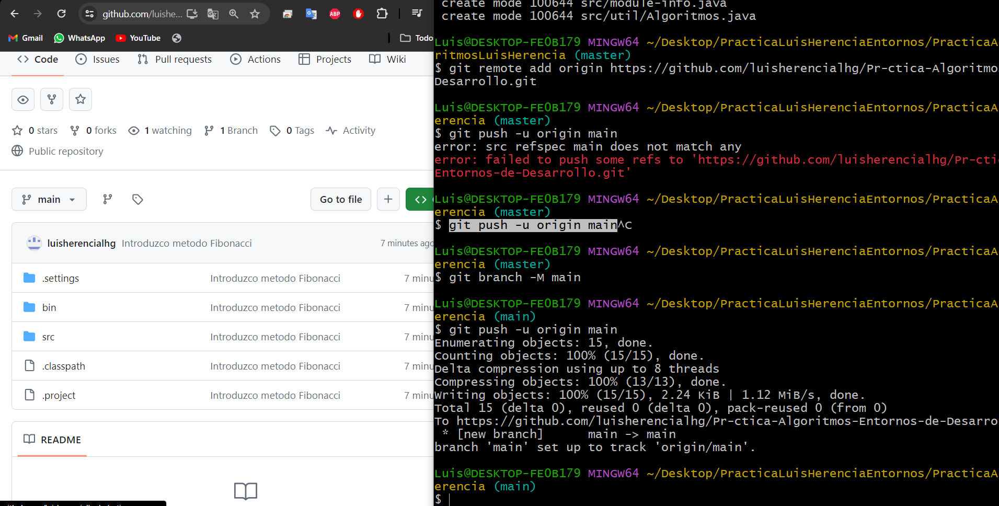 github.com/luishe...
ABP
Gmail WhatsApp YouTube Todo
Code Issues Pull requests Actions Projects Wiki
0 stars 0 forks 1 watching 1 Branch 0 Tags Activity
Public repository
main Go to file
luisherencialhg Introduzco metodo Fibonacci 7 minutes ago
.settings Introduzco metodo Fibonacci 7 minu
bin Introduzco metodo Fibonacci 7 minu
src Introduzco metodo Fibonacci 7 minu
.classpath Introduzco metodo Fibonacci 7 minu
.project Introduzco metodo Fibonacci 7 minu
README
create mode 100644 src/module-info.java
create mode 100644 src/util/Algoritmos.java
Luis@DESKTOP-FE0B179 MINGW64 ~/Desktop/PracticaLuisHerenciaEntornos/PracticaA
ritmosLuisHerencia (master)
$ git remote add origin https://github.com/luisherencialhg/Pr-ctica-Algoritmo
Desarrollo.git
Luis@DESKTOP-FE0B179 MINGW64 ~/Desktop/PracticaLuisHerenciaEntornos/PracticaA
erencia (master)
$ git push -u origin main
error: src refspec main does not match any
error: failed to push some refs to 'https://github.com/luisherencialhg/Pr-cti
Entornos-de-Desarrollo.git'
Luis@DESKTOP-FE0B179 MINGW64 ~/Desktop/PracticaLuisHerenciaEntornos/PracticaA
erencia (master)
$ git push -u origin main^C
Luis@DESKTOP-FE0B179 MINGW64 ~/Desktop/PracticaLuisHerenciaEntornos/PracticaA
erencia (master)
$ git branch -M main
Luis@DESKTOP-FE0B179 MINGW64 ~/Desktop/PracticaLuisHerenciaEntornos/PracticaA
erencia (main)
$ git push -u origin main
Enumerating objects: 15, done.
Counting objects: 100% (15/15), done.
Delta compression using up to 8 threads
Compressing objects: 100% (13/13), done.
Writing objects: 100% (15/15), 2.24 KiB | 1.12 MiB/s, done.
Total 15 (delta 0), reused 0 (delta 0), pack-reused 0 (from 0)
To https://github.com/luisherencialhg/Pr-ctica-Algoritmos-Entornos-de-Desarro
* [new branch] main -> main
branch 'main' set up to track 'origin/main'.
Luis@DESKTOP-FE0B179 MINGW64 ~/Desktop/PracticaLuisHerenciaEntornos/PracticaA
erencia (main)
$